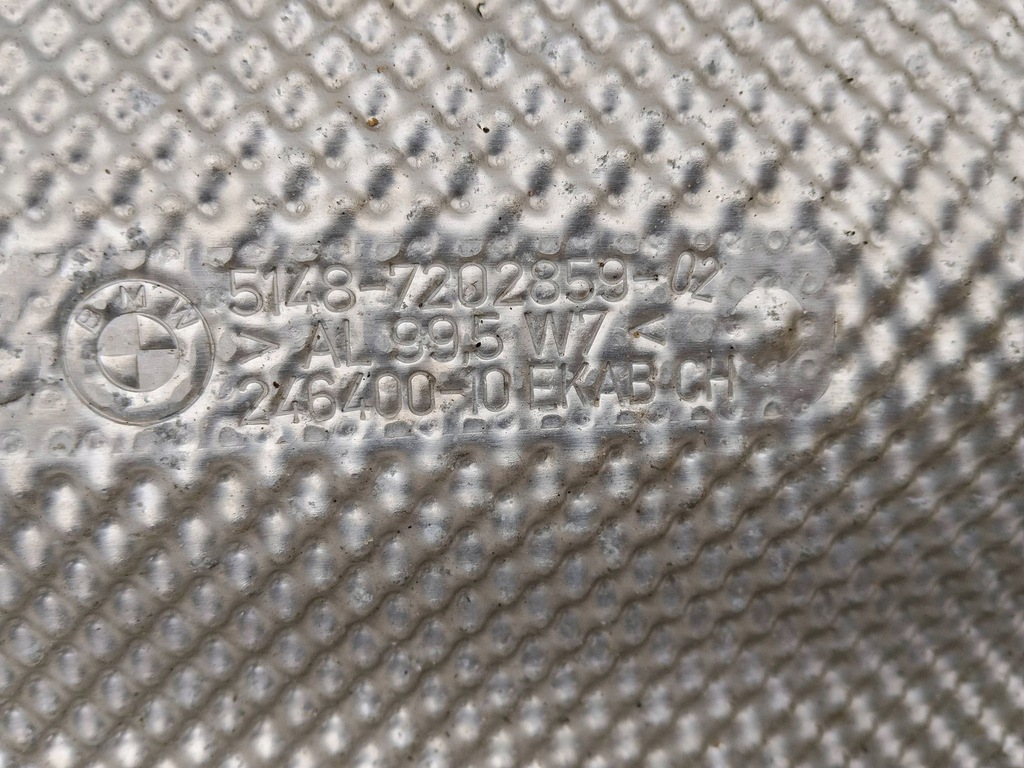 BMW
5148-7202859-02
> AL 99,5 W7 <
246400-10 EKAB CH